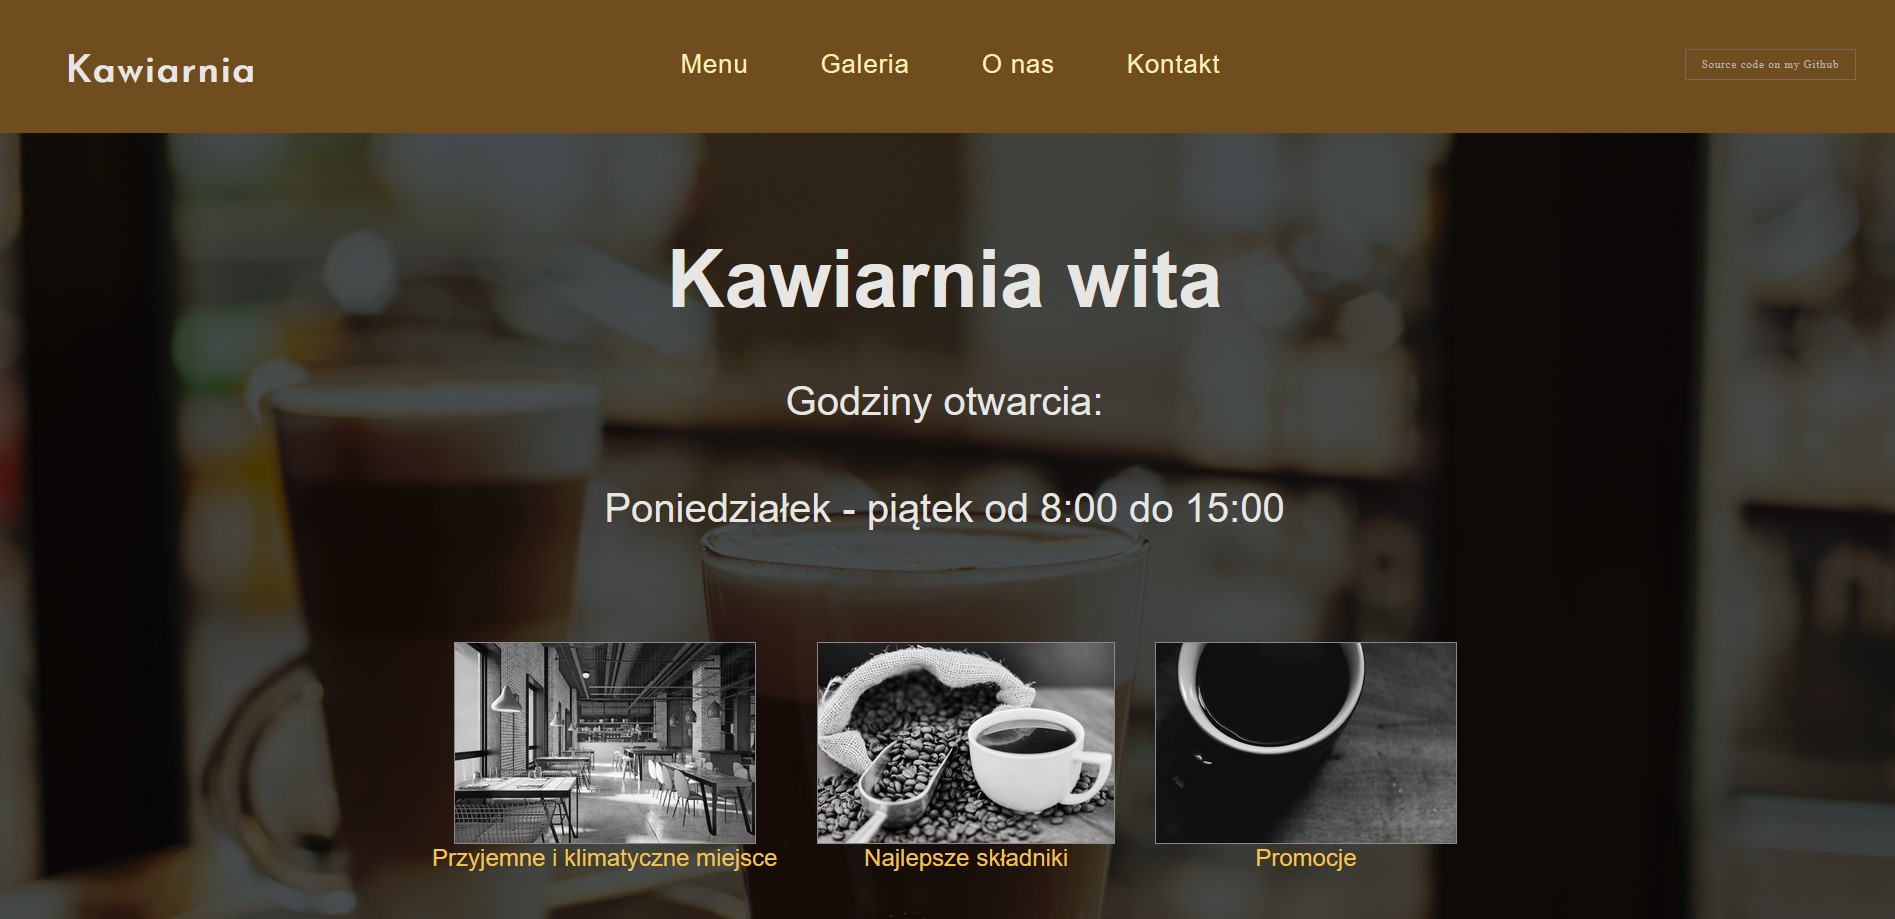 Kawiarnia
Menu Galeria O nas Kontakt
Source code on my Github
Kawiarnia wita
Godziny otwarcia:
Poniedziałek - piątek od 8:00 do 15:00
Przyjemne i klimatyczne miejsce
Najlepsze składniki
Promocje